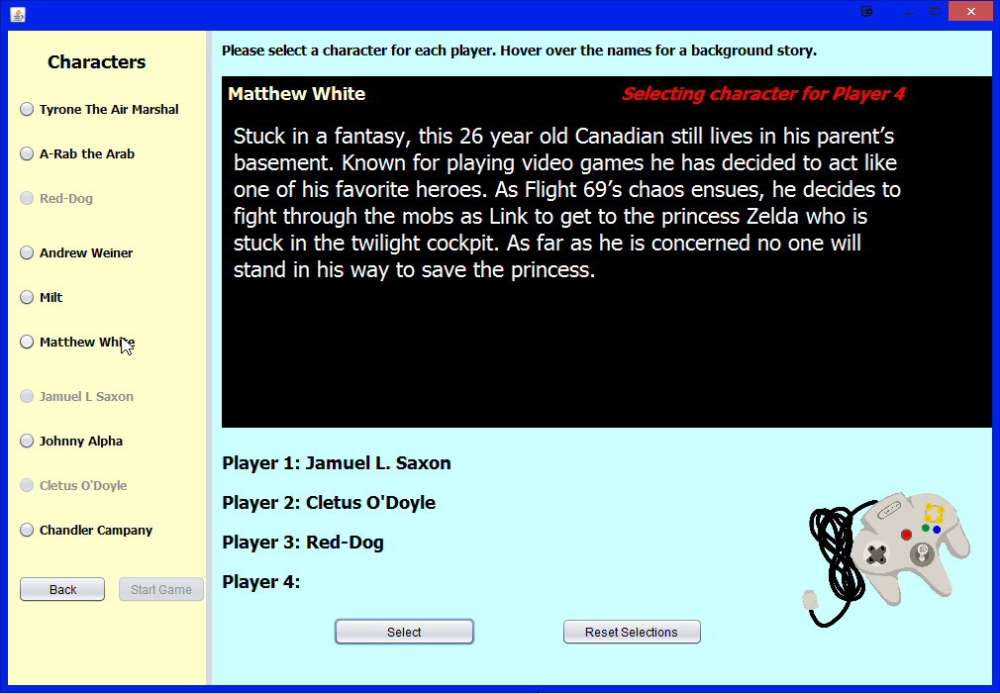 Characters
Tyrone The Air Marshal
A-Rab the Arab
Red-Dog
Andrew Weiner
Milt
Matthew White
Jamuel L Saxon
Johnny Alpha
Cletus O'Doyle
Chandler Campany
Back
Start Game
Please select a character for each player. Hover over the names for a background story.
Matthew White
Selecting character for Player 4
Stuck in a fantasy, this 26 year old Canadian still lives in his parent’s
basement. Known for playing video games he has decided to act like
one of his favorite heroes. As Flight 69’s chaos ensues, he decides to
fight through the mobs as Link to get to the princess Zelda who is
stuck in the twilight cockpit. As far as he is concerned no one will
stand in his way to save the princess.
Player 1: Jamuel L. Saxon
Player 2: Cletus O'Doyle
Player 3: Red-Dog
Player 4:
Select
Reset Selections